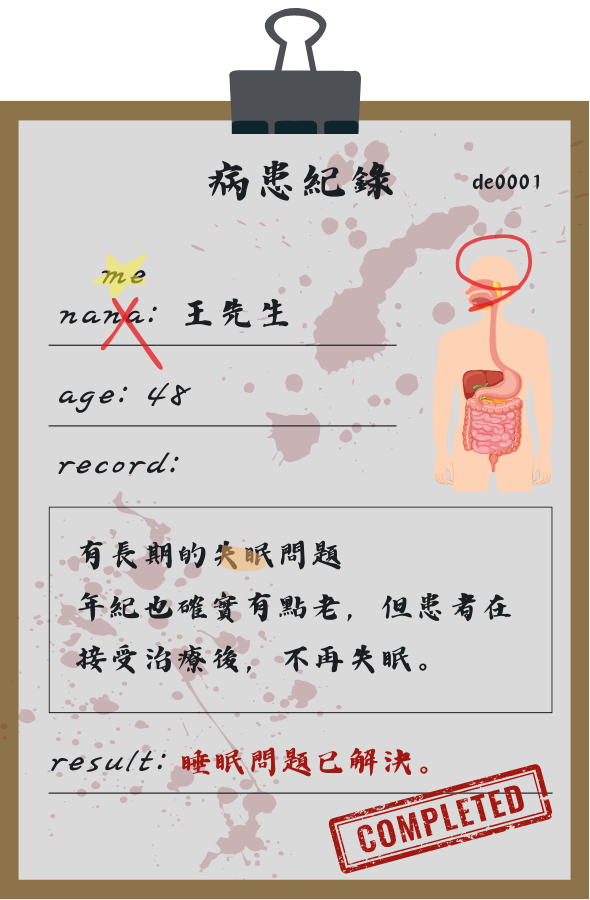 病患紀錄
de0001
me
nana: 王先生
age: 48
record:
有長期的失眠問題
年紀也確實有點老，但患者在
接受治療後，不再失眠。
result: 睡眠問題已解決。
COMPLETED